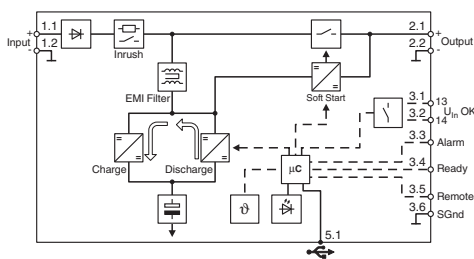 + 1.1
Input
- 1.2
Inrush
EMI Filter
Charge
Discharge
Soft Start
μC
ϑ
5.1
2.1 +
Output
2.2 -
3.1 13
U_In OK
3.2 14
3.3 Alarm
3.4 Ready
3.5 Remote
3.6 SGnd